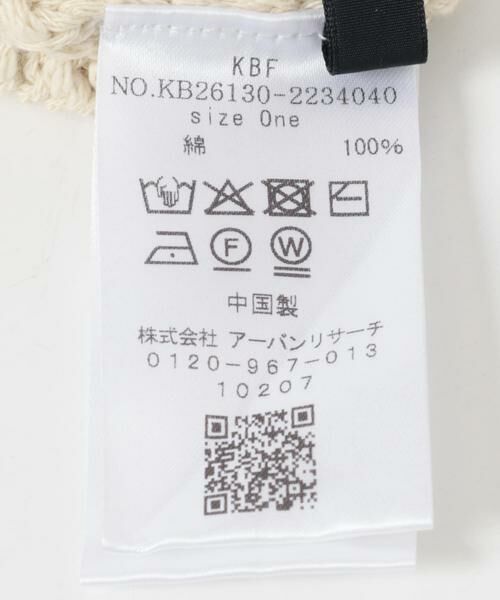 KBF
NO.KB26130-2234040
size One
綿 100%
F W
中国製
株式会社 アーバンリサーチ
0120-967-013
10207